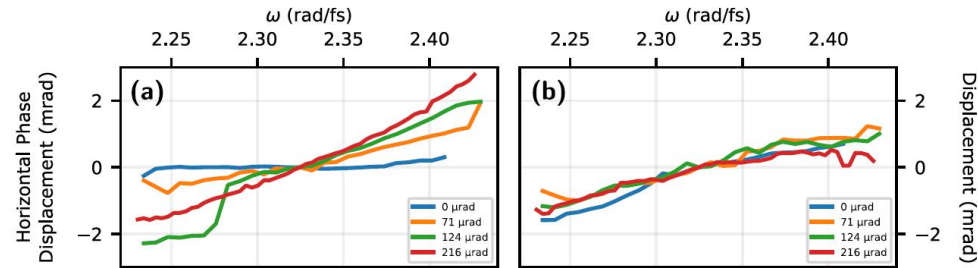 ω (rad/fs)
2.25 2.30 2.35 2.40
ω (rad/fs)
2.25 2.30 2.35 2.40
Horizontal Phase
Displacement (mrad)
2
0
−2
(a)
0 μrad
71 μrad
124 μrad
216 μrad
(b)
0 μrad
71 μrad
124 μrad
216 μrad
2
0
−2
Displacement (mrad)